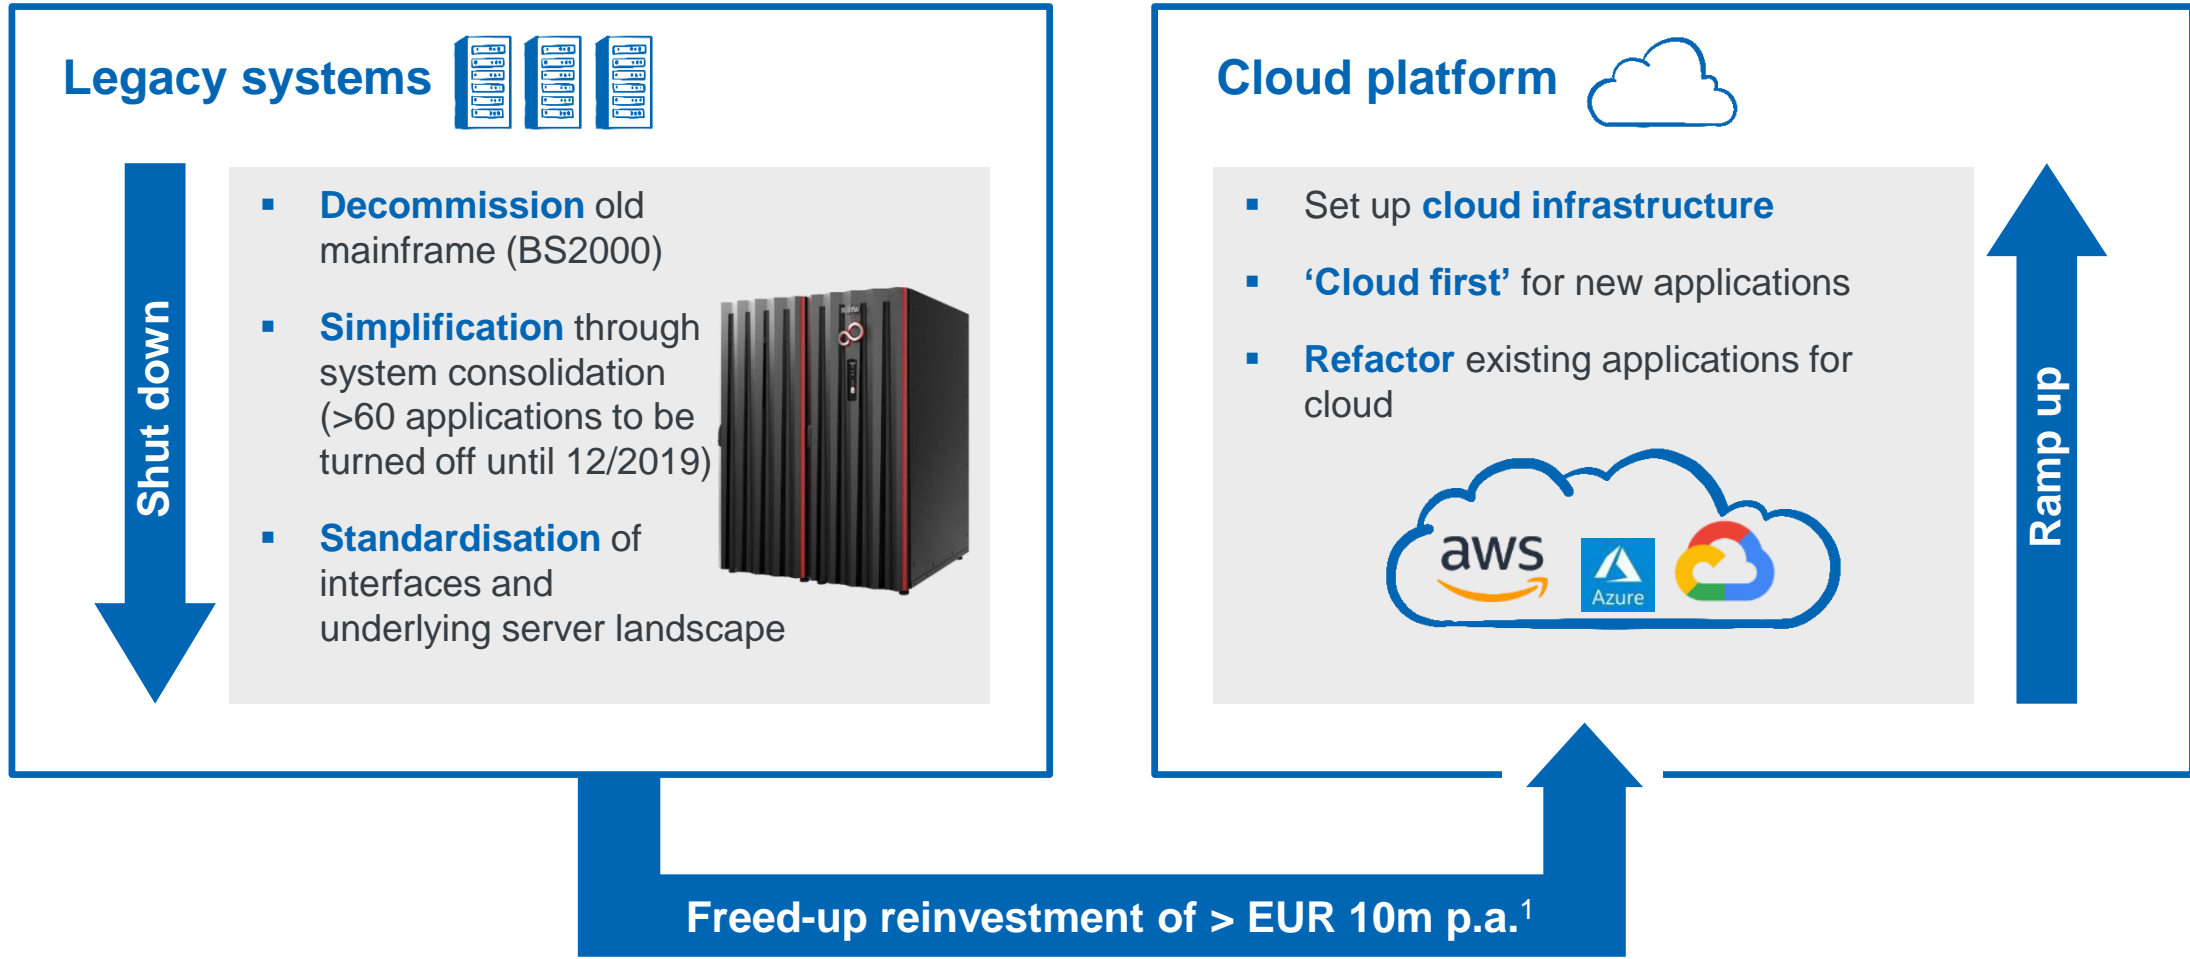 Legacy systems
Shut down
▪ Decommission old
mainframe (BS2000)
▪ Simplification through
system consolidation
(>60 applications to be
turned off until 12/2019)
▪ Standardisation of
interfaces and
underlying server landscape
Cloud platform
▪ Set up cloud infrastructure
▪ ‘Cloud first’ for new applications
▪ Refactor existing applications for
cloud
aws
Azure
Ramp up
Freed-up reinvestment of > EUR 10m p.a.¹